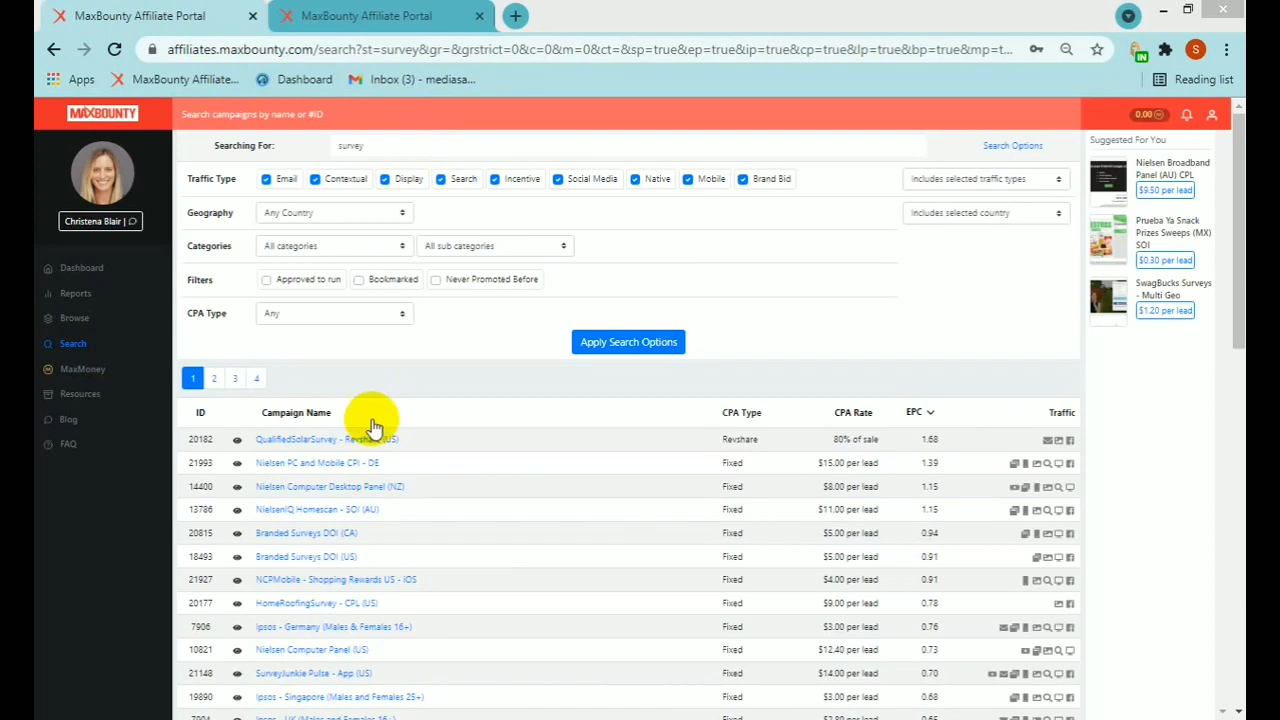 MaxBounty Affiliate Portal
MaxBounty Affiliate Portal
affiliates.maxbounty.com/search?st=survey&gr=&grstrict=0&c=0&m=0&ct=&sp=true&ep=true&ip=true&cp=true&lp=true&bp=true&mp=t...
S
Apps MaxBounty Affiliate... Dashboard Inbox (3) – mediasa... Reading list
IN
MAXBOUNTY
Search campaigns by name or #ID
0.00
Christena Blair |
Dashboard
Reports
Browse
Search
MaxMoney
Resources
Blog
FAQ
Searching For: survey Search Options
Traffic Type Email Contextual Search Incentive Social Media Native Mobile Brand Bid Includes selected traffic types
Geography Any Country Includes selected country
Categories All categories All sub categories
Filters Approved to run Bookmarked Never Promoted Before
CPA Type Any
Apply Search Options
1 2 3 4
ID Campaign Name CPA Type CPA Rate EPC Traffic
20182 QualifiedSolarSurvey - Revshare (US) Revshare 80% of sale 1.68
21993 Nielsen PC and Mobile CPI - DE Fixed $15.00 per lead 1.39
14400 Nielsen Computer Desktop Panel (NZ) Fixed $8.00 per lead 1.15
13786 NielsenIQ Homescan - SOI (AU) Fixed $11.00 per lead 1.15
20815 Branded Surveys DOI (CA) Fixed $5.00 per lead 0.94
18493 Branded Surveys DOI (US) Fixed $5.00 per lead 0.91
21927 NCPMobile - Shopping Rewards US - iOS Fixed $4.00 per lead 0.91
20177 HomeRoofingSurvey - CPL (US) Fixed $9.00 per lead 0.78
7906 Ipsos - Germany (Males & Females 16+) Fixed $3.00 per lead 0.76
10821 Nielsen Computer Panel (US) Fixed $12.40 per lead 0.73
21148 SurveyJunkie Pulse - App (US) Fixed $14.00 per lead 0.70
19890 Ipsos - Singapore (Males and Females 25+) Fixed $3.00 per lead 0.68
Suggested For You
Nielsen Broadband
Panel (AU) CPL
$9.50 per lead
Prueba Ya Snack
Prizes Sweeps (MX)
SOI
$0.30 per lead
SwagBucks Surveys
- Multi Geo
$1.20 per lead